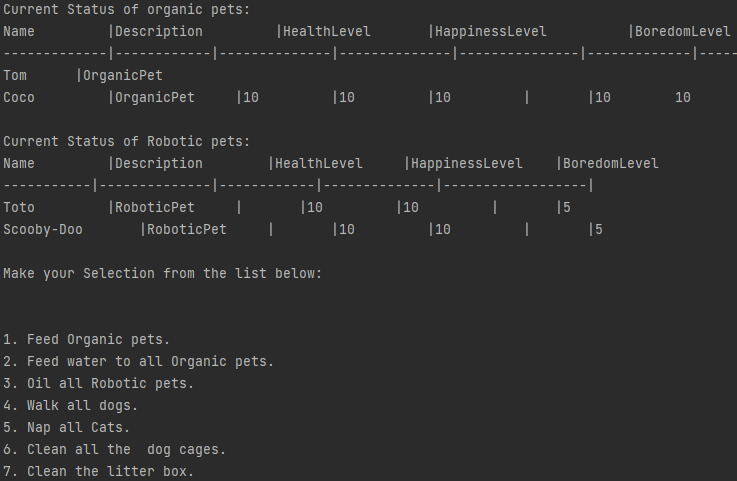 Current Status of organic pets:
Name         |Description         |HealthLevel       |HappinessLevel          |BoredomLevel
-------------|------------|--------------|--------------|---------------|-------------|-----
Tom      |OrganicPet
Coco         |OrganicPet     |10         |10         |10         |       |10        10
Current Status of Robotic pets:
Name         |Description        |HealthLevel     |HappinessLevel    |BoredomLevel
-----------|--------------|------------|--------------|------------------|
Toto         |RoboticPet     |       |10         |10         |       |5
Scooby-Doo       |RoboticPet     |       |10         |10         |       |5
Make your Selection from the list below:
1. Feed Organic pets.
2. Feed water to all Organic pets.
3. Oil all Robotic pets.
4. Walk all dogs.
5. Nap all Cats.
6. Clean all the  dog cages.
7. Clean the litter box.